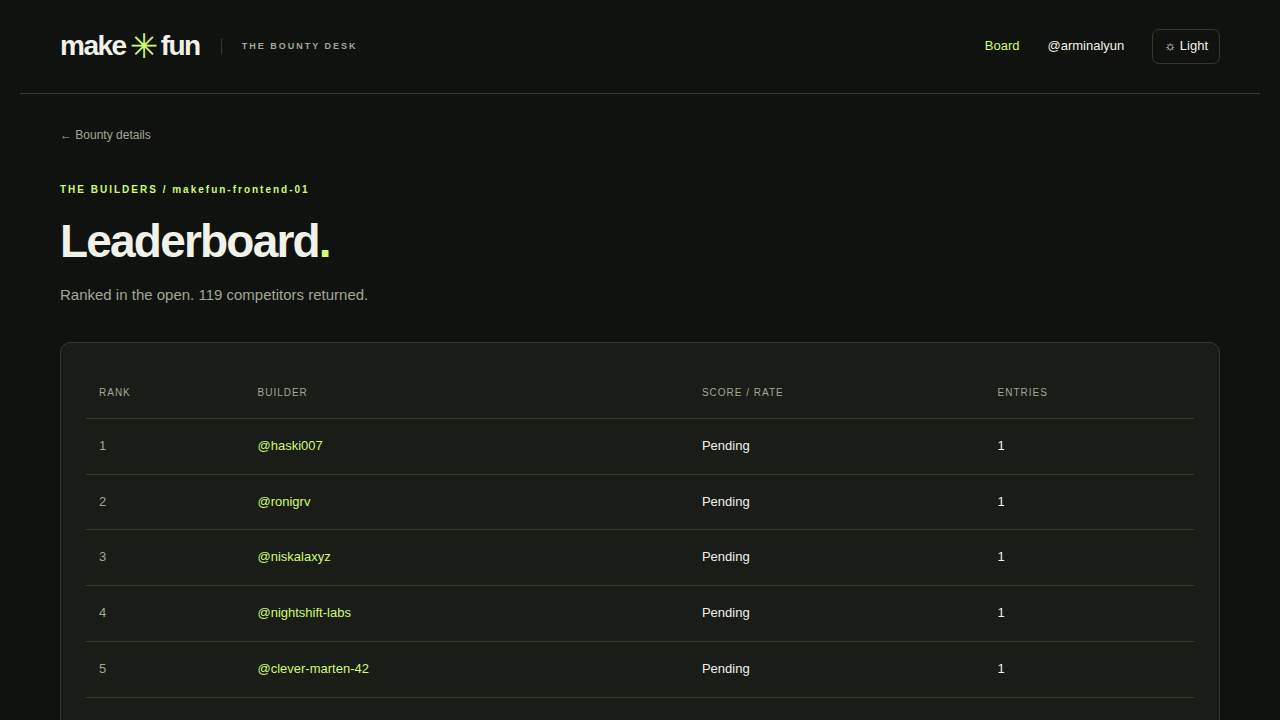 make✳fun
THE BOUNTY DESK
Board
@arminalyun
☼ Light
← Bounty details
THE BUILDERS / makefun-frontend-01
Leaderboard.
Ranked in the open. 119 competitors returned.
RANK BUILDER SCORE / RATE ENTRIES
1 @haski007 Pending 1
2 @ronigrv Pending 1
3 @niskalaxyz Pending 1
4 @nightshift-labs Pending 1
5 @clever-marten-42 Pending 1